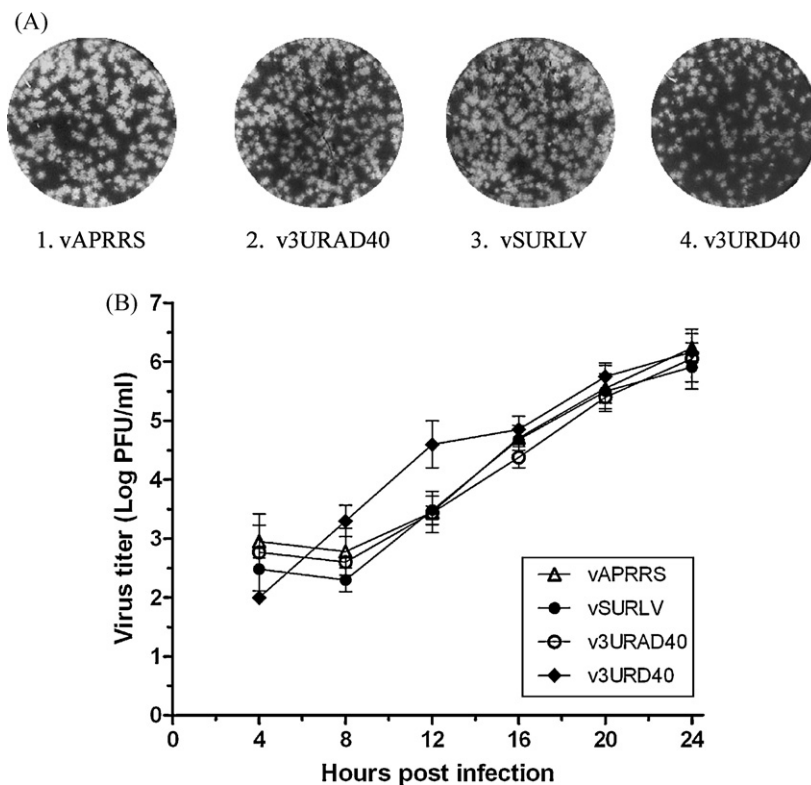 (A)
1. vAPRRS
2. v3URAD40
3. vSURLV
4. v3URD40
(B)
Virus titer (Log PFU/ml)
7
6
5
4
3
2
1
0
0 4 8 12 16 20 24
Hours post infection
vAPRRS
vSURLV
v3URAD40
v3URD40